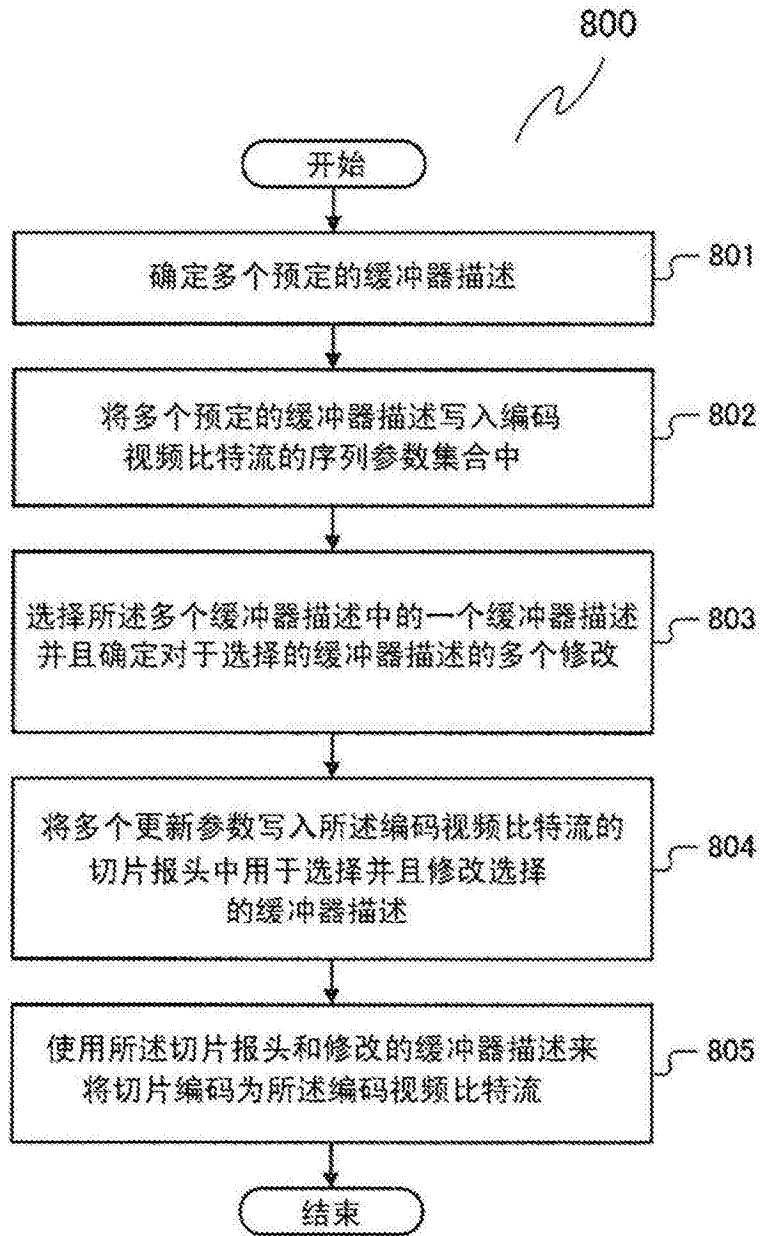 800
开始
确定多个预定的缓冲器描述
801
将多个预定的缓冲器描述写入编码
视频比特流的序列参数集合中
802
选择所述多个缓冲器描述中的一个缓冲器描述
并且确定对于选择的缓冲器描述的多个修改
803
将多个更新参数写入所述编码视频比特流的
切片报头中用于选择并且修改选择
的缓冲器描述
804
使用所述切片报头和修改的缓冲器描述来
将切片编码为所述编码视频比特流
805
结束